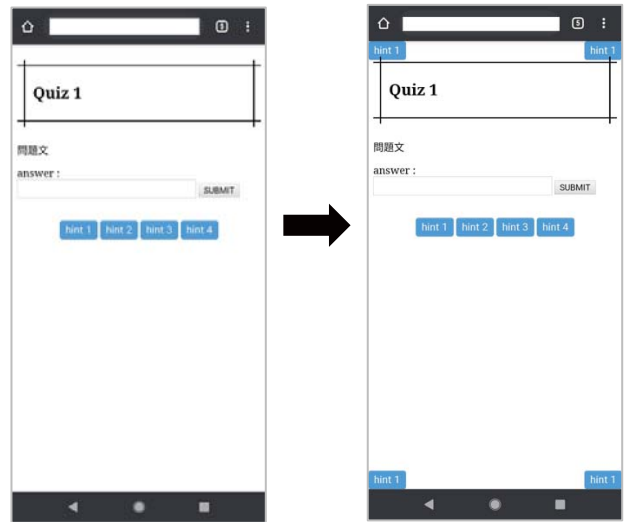 Quiz 1
問題文
answer :
SUBMIT
hint 1 hint 2 hint 3 hint 4
5
hint 1 hint 1
Quiz 1
問題文
answer :
SUBMIT
hint 1 hint 2 hint 3 hint 4
hint 1 hint 1